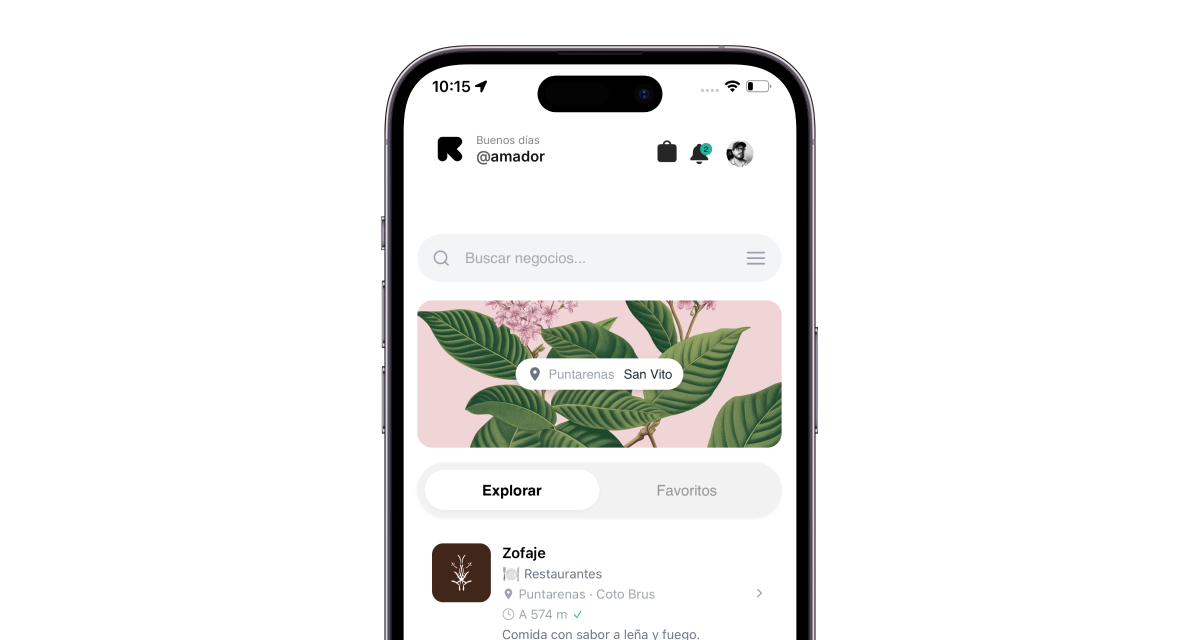 10:15
Buenos días
@amador
2
Buscar negocios...
Puntarenas San Vito
Explorar
Favoritos
Zofaje
Restaurantes
Puntarenas · Coto Brus
A 574 m
Comida con sabor a leña y fuego.